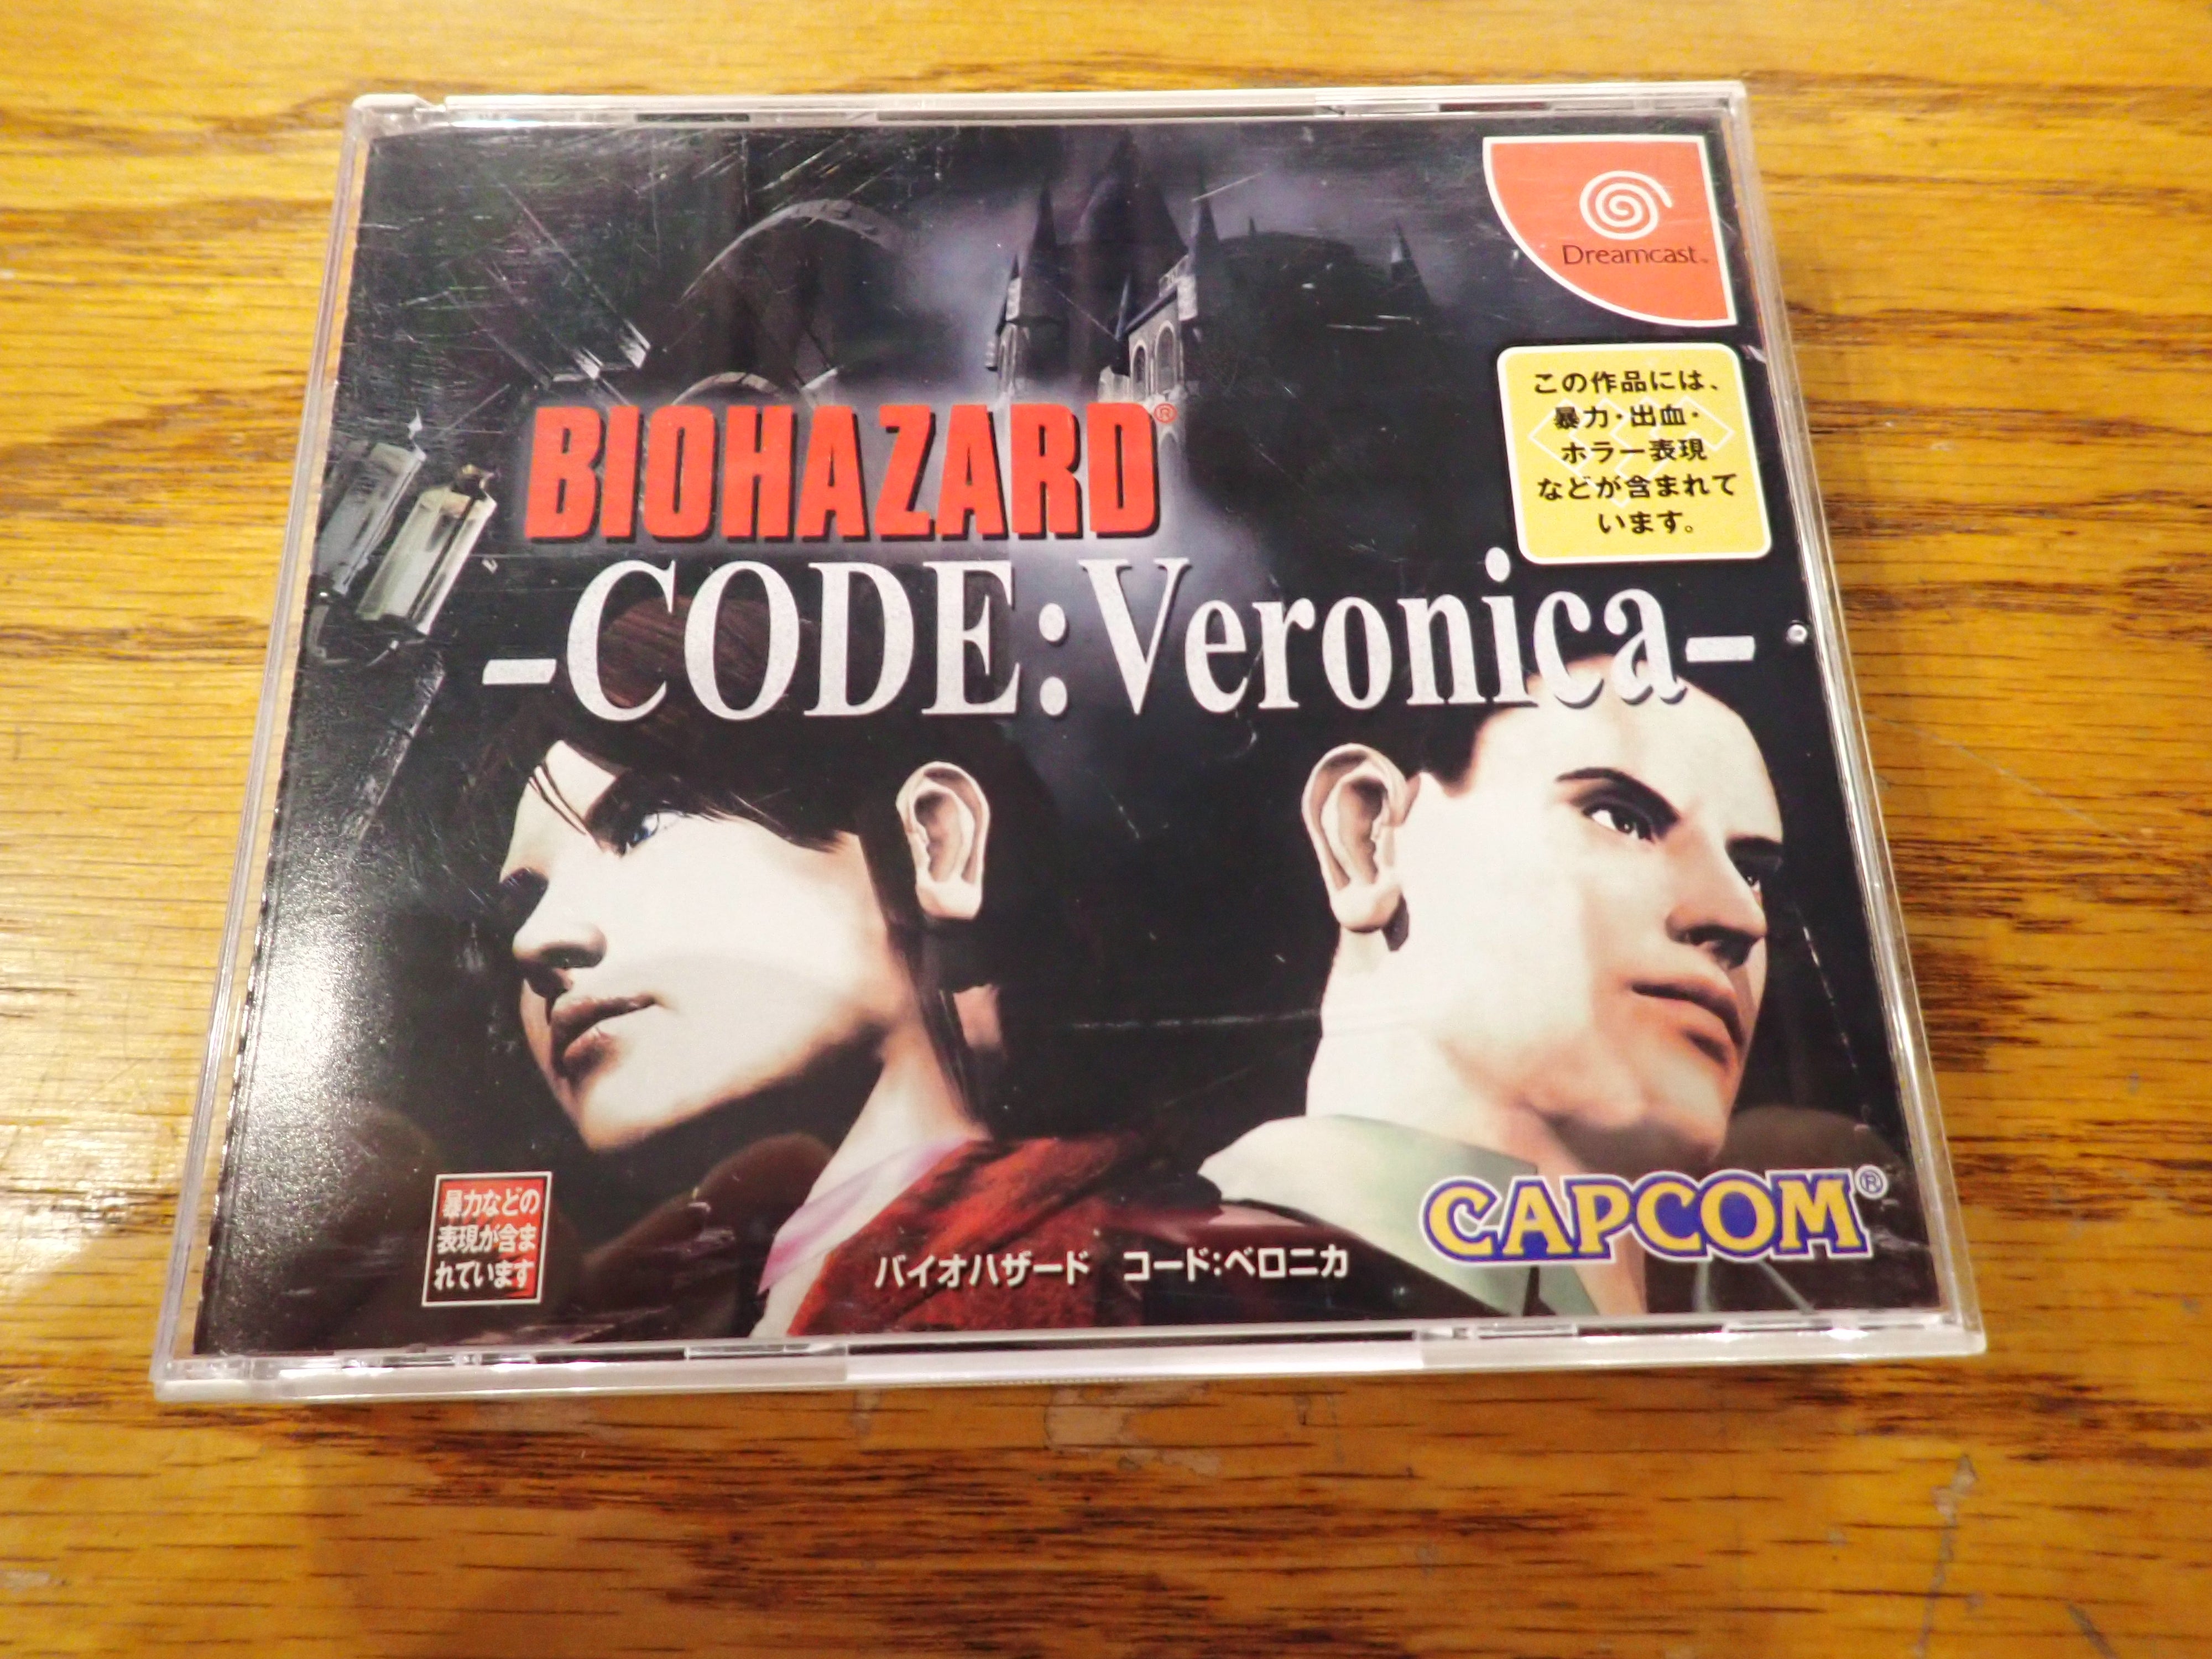 Dreamcast™
この作品には、
暴力・出血・
ホラー表現
などが含まれて
います。
BIOHAZARD®
-CODE:Veronica-
暴力などの
表現が含ま
れています
バイオハザード コード:ベロニカ
CAPCOM®